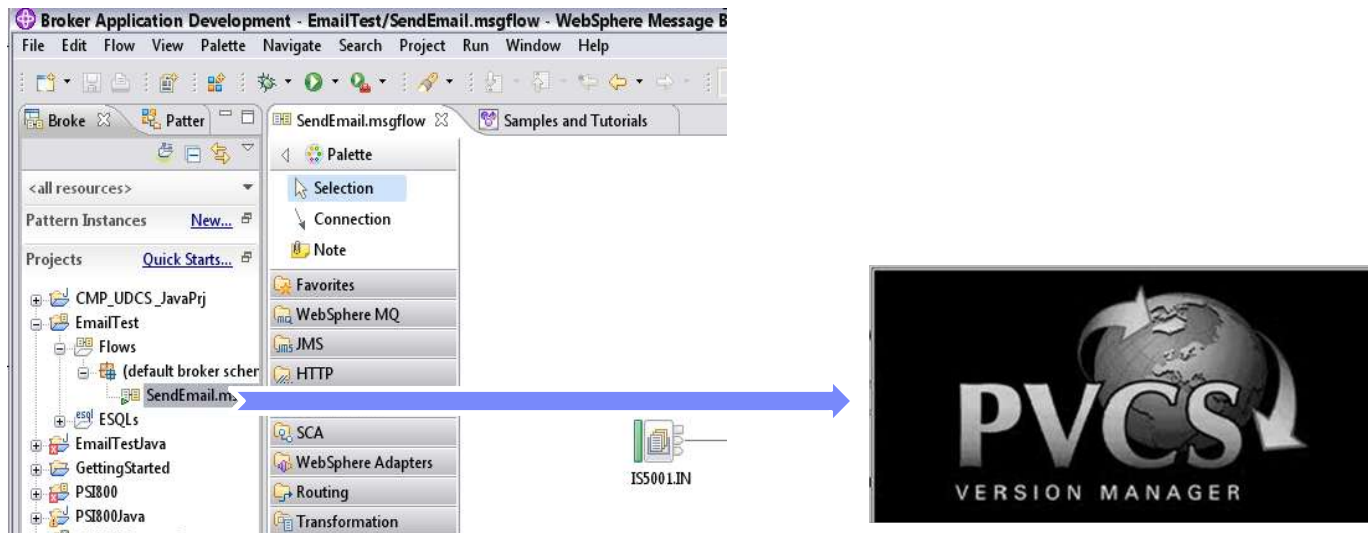 Broker Application Development - EmailTest/SendEmail.msgflow - WebSphere Message B
File Edit Flow View Palette Navigate Search Project Run Window Help
Broke Patter SendEmail.msgflow Samples and Tutorials
Palette
<all resources> Selection
Pattern Instances New... Connection
Note
Projects Quick Starts...
Favorites
CMP_UDCS_JavaPrj WebSphere MQ
EmailTest
Flows JMS
(default broker scher HTTP
SendEmail.ms
ESQLs SCA
EmailTestJava
GettingStarted WebSphere Adapters
IS5001.IN
PSI800 Routing
PSI800Java Transformation
PVCS
VERSION MANAGER